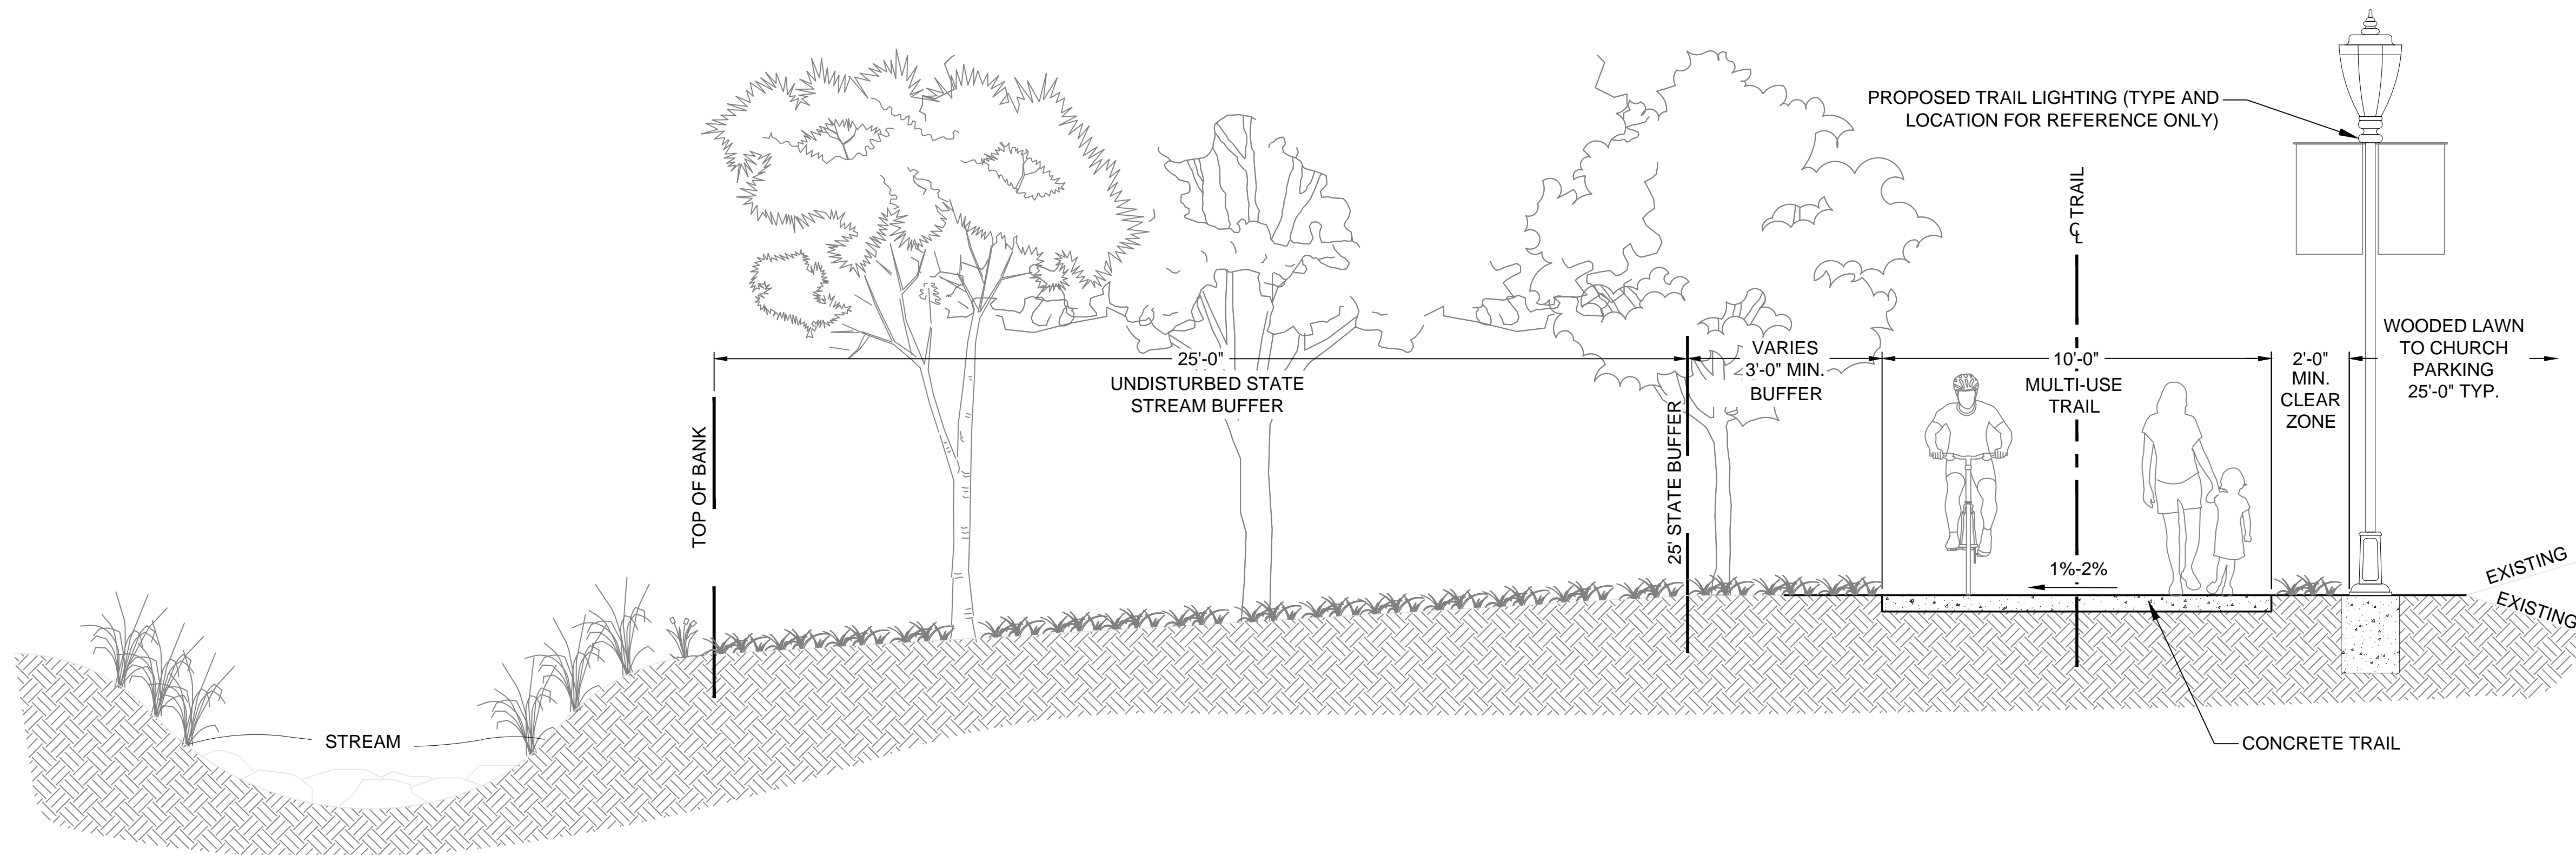 PROPOSED TRAIL LIGHTING (TYPE AND
LOCATION FOR REFERENCE ONLY)
℄ TRAIL
WOODED LAWN
TO CHURCH
PARKING
25'-0" TYP.
25'-0"
UNDISTURBED STATE
STREAM BUFFER
VARIES
3'-0" MIN.
BUFFER
10'-0"
MULTI-USE
TRAIL
2'-0"
MIN.
CLEAR
ZONE
TOP OF BANK
25' STATE BUFFER
1%-2%
EXISTING
EXISTING
STREAM
CONCRETE TRAIL